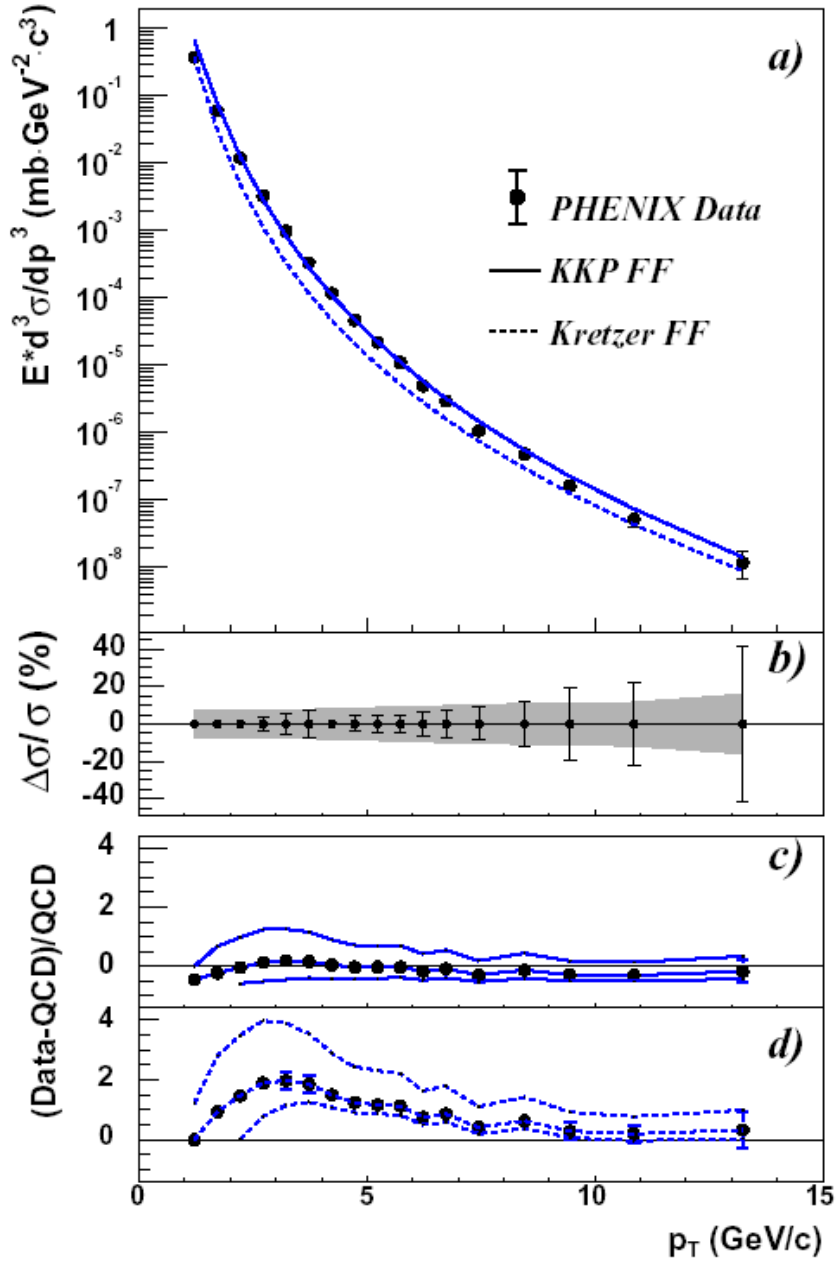 a)
E*d³σ/dp³ (mb·GeV⁻²·c³)
1
10⁻¹
10⁻²
10⁻³
10⁻⁴
10⁻⁵
10⁻⁶
10⁻⁷
10⁻⁸
PHENIX Data
KKP FF
Kretzer FF
b)
Δσ/σ (%)
40
20
0
-20
-40
c)
(Data-QCD)/QCD
4
2
0
d)
4
2
0
0 5 10 15
p_T (GeV/c)